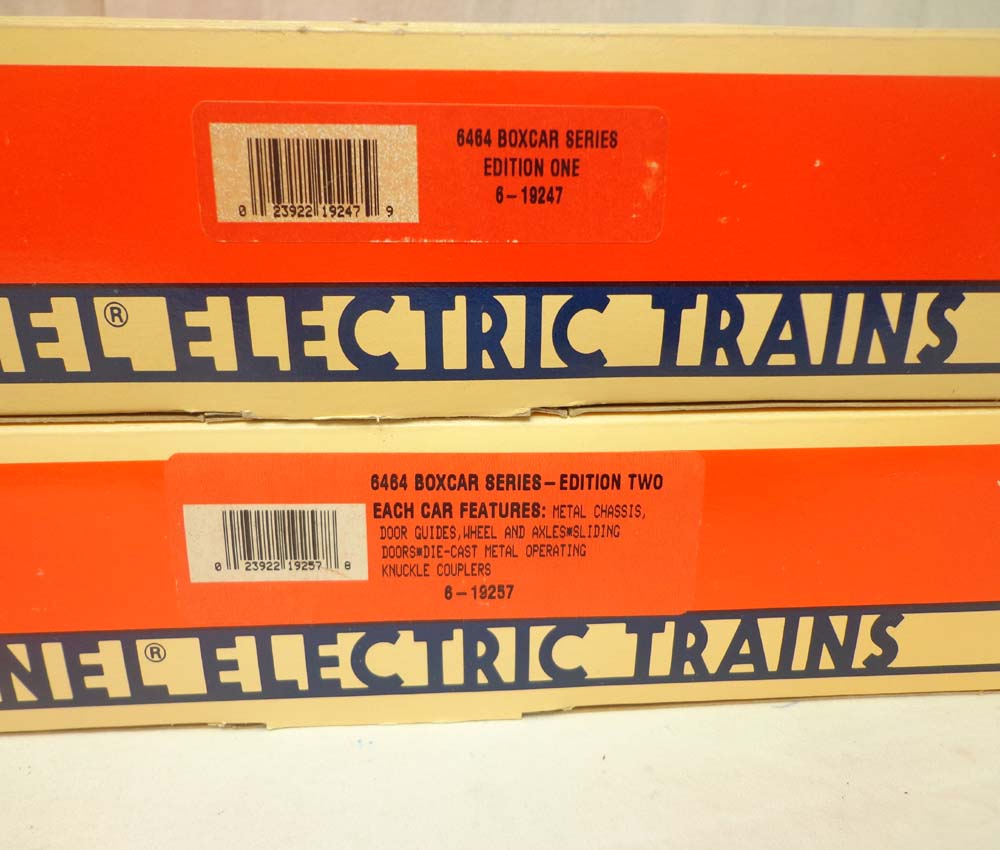 6464 BOXCAR SERIES
EDITION ONE
6-19247
0 23922 19247 9
EL® ELECTRIC TRAINS
6464 BOXCAR SERIES-EDITION TWO
EACH CAR FEATURES: METAL CHASSIS,
DOOR GUIDES,WHEEL AND AXLES*SLIDING
DOORS*DIE-CAST METAL OPERATING
KNUCKLE COUPLERS
6-19257
0 23922 19257 8
NEL® ELECTRIC TRAINS